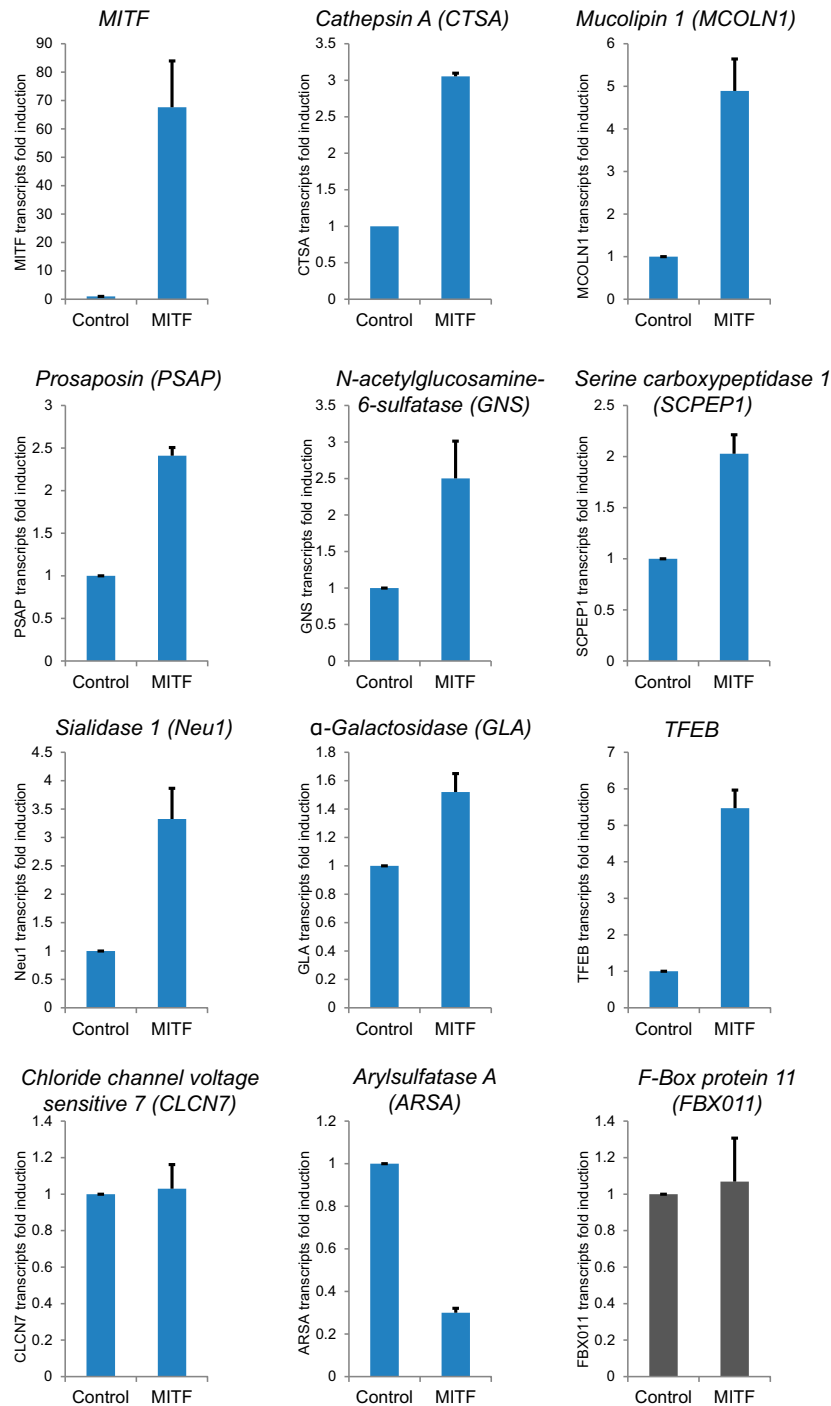 MITF
MITF transcripts fold induction
90
80
70
60
50
40
30
20
10
0
Control MITF
Cathepsin A (CTSA)
CTSA transcripts fold induction
3.5
3
2.5
2
1.5
1
0.5
0
Control MITF
Mucolipin 1 (MCOLN1)
MCOLN1 transcripts fold induction
6
5
4
3
2
1
0
Control MITF
Prosaposin (PSAP)
PSAP transcripts fold induction
3
2.5
2
1.5
1
0.5
0
Control MITF
N-acetylglucosamine-
6-sulfatase (GNS)
GNS transcripts fold induction
3.5
3
2.5
2
1.5
1
0.5
0
Control MITF
Serine carboxypeptidase 1
(SCPEP1)
SCPEP1 transcripts fold induction
2.5
2
1.5
1
0.5
0
Control MITF
Sialidase 1 (Neu1)
Neu1 transcripts fold induction
4.5
4
3.5
3
2.5
2
1.5
1
0.5
0
Control MITF
α-Galactosidase (GLA)
GLA transcripts fold induction
1.6
1.4
1.2
1
0.8
0.6
0.4
0.2
0
Control MITF
TFEB
TFEB transcripts fold induction
7
6
5
4
3
2
1
0
Control MITF
Chloride channel voltage
sensitive 7 (CLCN7)
CLCN7 transcripts fold induction
1.4
1.2
1
0.8
0.6
0.4
0.2
0
Control MITF
Arylsulfatase A
(ARSA)
ARSA transcripts fold induction
1.2
1
0.8
0.6
0.4
0.2
0
Control MITF
F-Box protein 11
(FBX011)
FBX011 transcripts fold induction
1.4
1.2
1
0.8
0.6
0.4
0.2
0
Control MITF